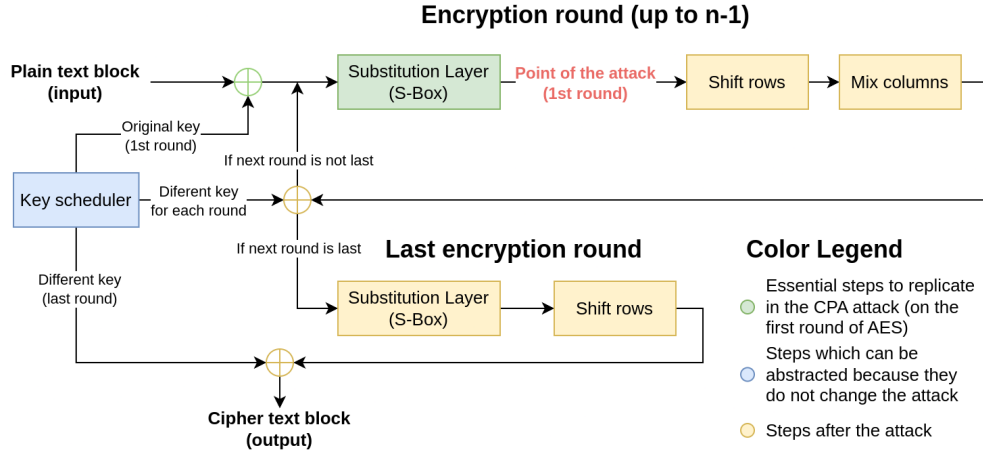 Encryption round (up to n-1)
Plain text block
(input)
Substitution Layer
(S-Box)
Point of the attack
(1st round)
Shift rows
Mix columns
Original key
(1st round)
If next round is not last
Key scheduler
Diferent key
for each round
If next round is last
Last encryption round
Color Legend
Different key
(last round)
Substitution Layer
(S-Box)
Shift rows
Essential steps to replicate
in the CPA attack (on the
first round of AES)
Steps which can be
abstracted because they
do not change the attack
Steps after the attack
Cipher text block
(output)